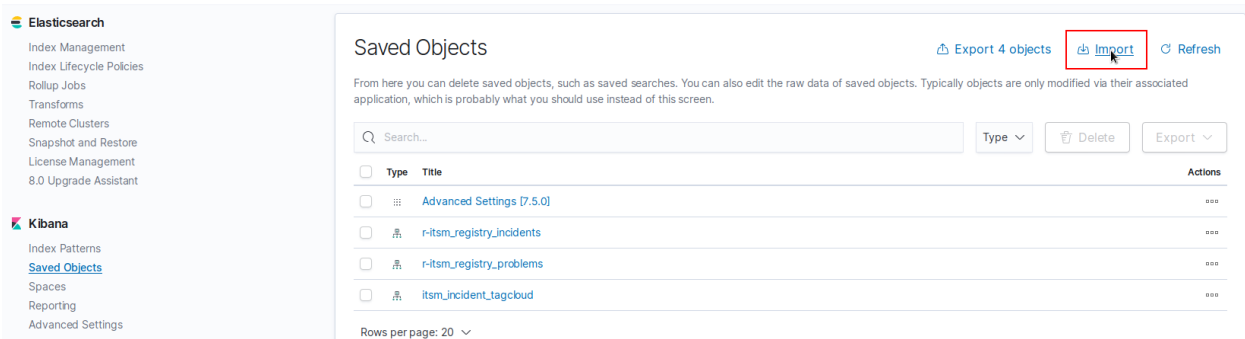 Elasticsearch
Index Management
Index Lifecycle Policies
Rollup Jobs
Transforms
Remote Clusters
Snapshot and Restore
License Management
8.0 Upgrade Assistant
Kibana
Index Patterns
Saved Objects
Spaces
Reporting
Advanced Settings
Saved Objects
Export 4 objects
Import
Refresh
From here you can delete saved objects, such as saved searches. You can also edit the raw data of saved objects. Typically objects are only modified via their associated
application, which is probably what you should use instead of this screen.
Search...
Type
Delete
Export
Type Title Actions
Advanced Settings [7.5.0]
r-itsm_registry_incidents
r-itsm_registry_problems
itsm_incident_tagcloud
Rows per page: 20